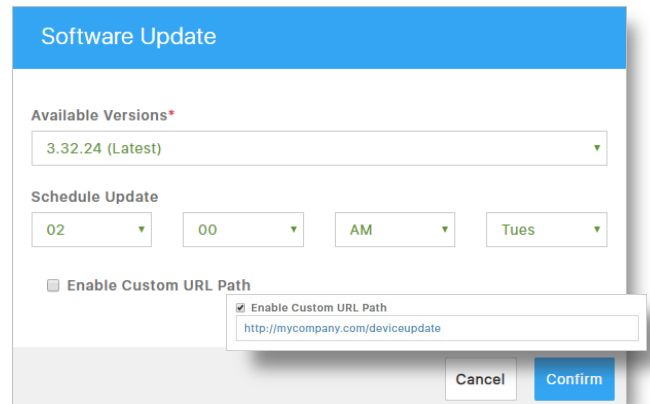 Software Update
Available Versions*
3.32.24 (Latest)
Schedule Update
02 00 AM Tues
Enable Custom URL Path
Enable Custom URL Path
http://mycompany.com/deviceupdate
Cancel Confirm